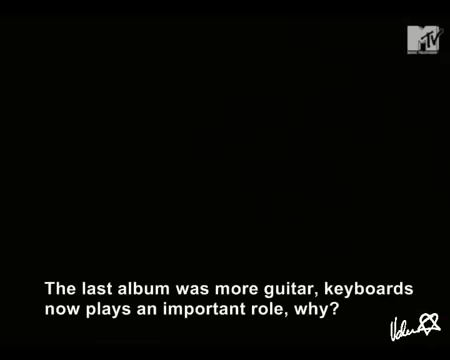 MTV
The last album was more guitar, keyboards
now plays an important role, why?